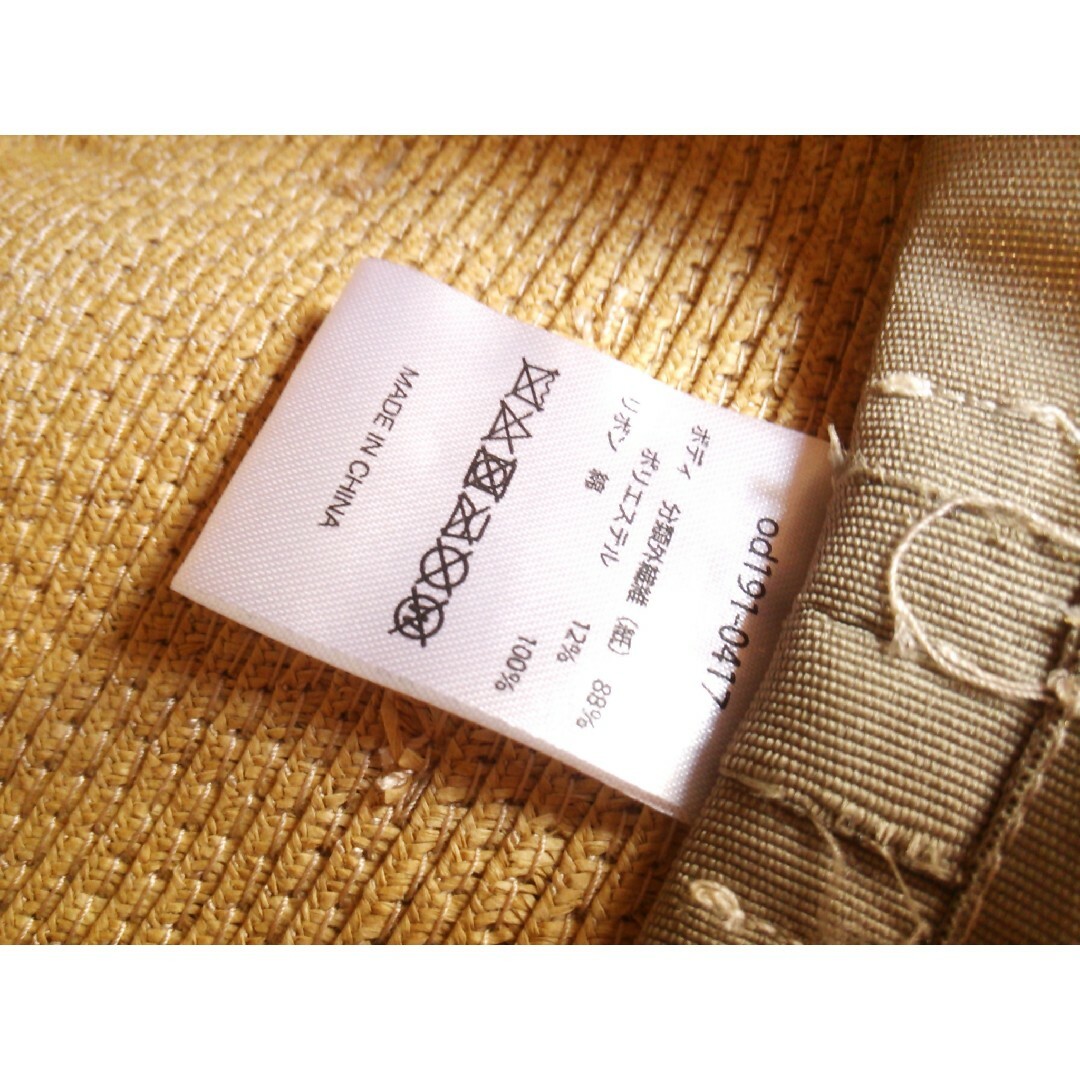 od191-0417
ボディ 分類外繊維（紙） 88%
ポリエステル 12%
リボン 綿 100%
MADE IN CHINA